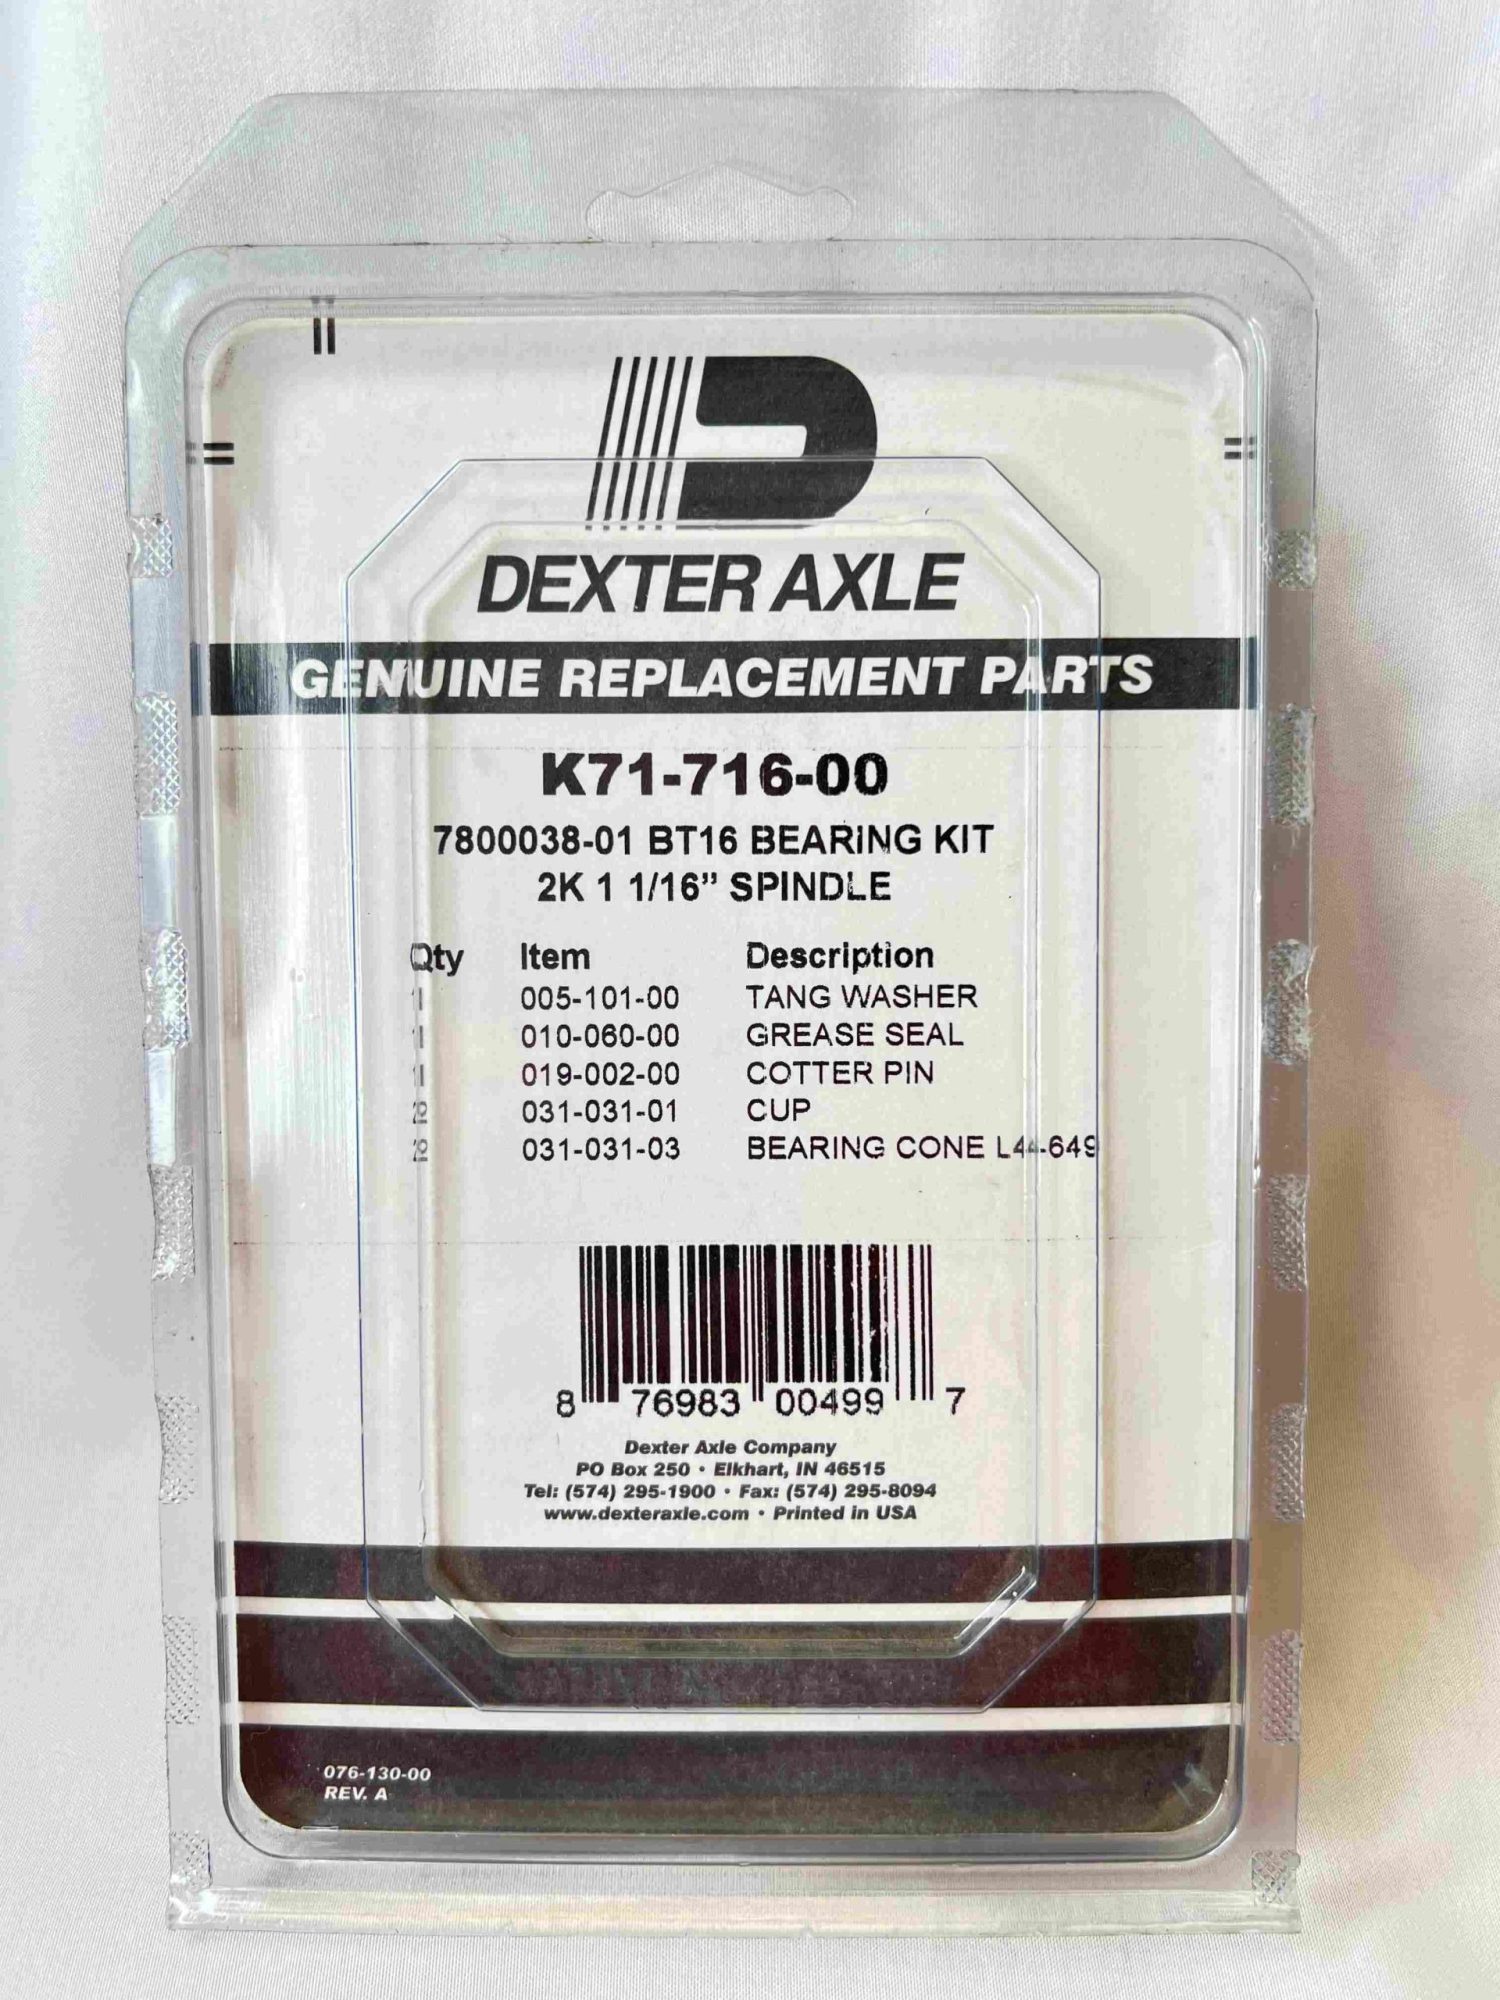 DEXTER AXLE
GENUINE REPLACEMENT PARTS
K71-716-00
7800038-01 BT16 BEARING KIT
2K 1 1/16” SPINDLE
Qty Item Description
1 005-101-00 TANG WASHER
1 010-060-00 GREASE SEAL
1 019-002-00 COTTER PIN
2 031-031-01 CUP
2 031-031-03 BEARING CONE L44-649
8 76983 00499 7
Dexter Axle Company
PO Box 250 • Elkhart, IN 46515
Tel: (574) 295-1900 • Fax: (574) 295-8094
www.dexteraxle.com • Printed in USA
076-130-00
REV. A